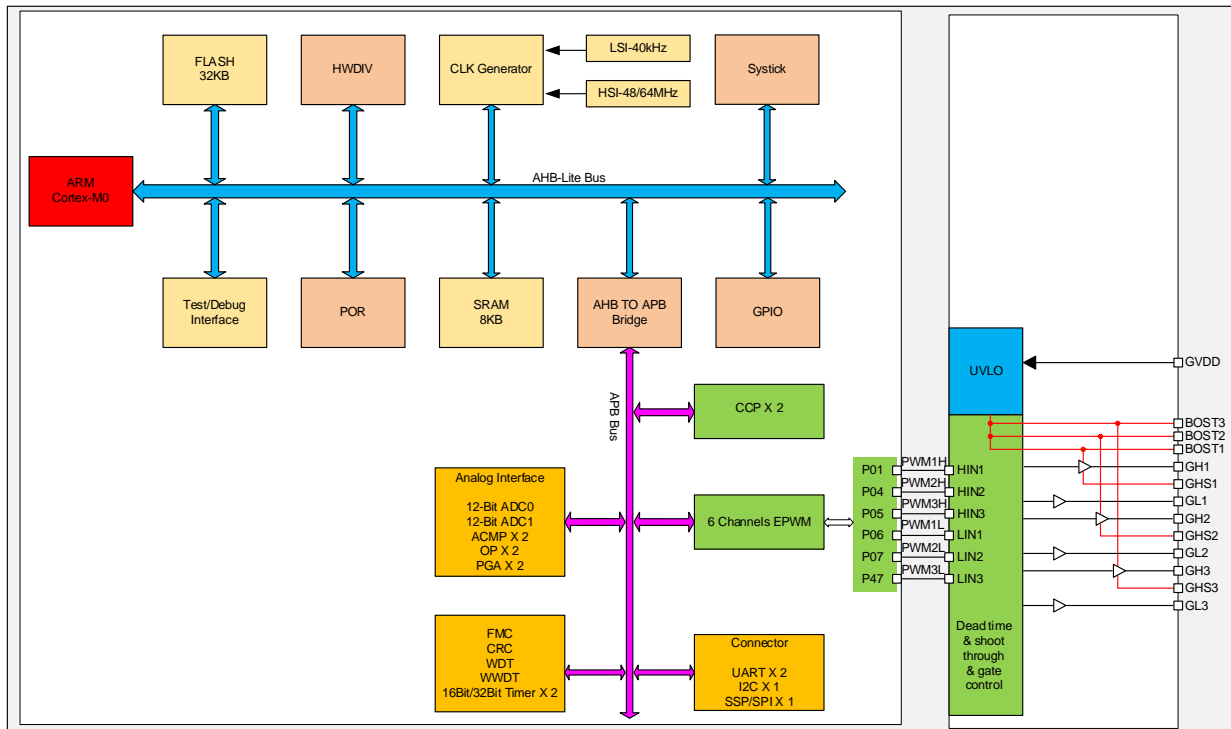 FLASH
32KB
HWDIV
CLK Generator
LSI-40kHz
HSI-48/64MHz
Systick
ARM
Cortex-M0
AHB-Lite Bus
Test/Debug
Interface
POR
SRAM
8KB
AHB TO APB
Bridge
GPIO
APB Bus
CCP X 2
Analog Interface
12-Bit ADC0
12-Bit ADC1
ACMP X 2
OP X 2
PGA X 2
6 Channels EPWM
FMC
CRC
WDT
WWDT
16Bit/32Bit Timer X 2
Connector
UART X 2
I2C X 1
SSP/SPI X 1
P01
P04
P05
P06
P07
P47
PWM1H
PWM2H
PWM3H
PWM1L
PWM2L
PWM3L
HIN1
HIN2
HIN3
LIN1
LIN2
LIN3
UVLO
Dead time
& shoot
through
& gate
control
GVDD
BOST3
BOST2
BOST1
GH1
GHS1
GL1
GH2
GHS2
GL2
GH3
GHS3
GL3